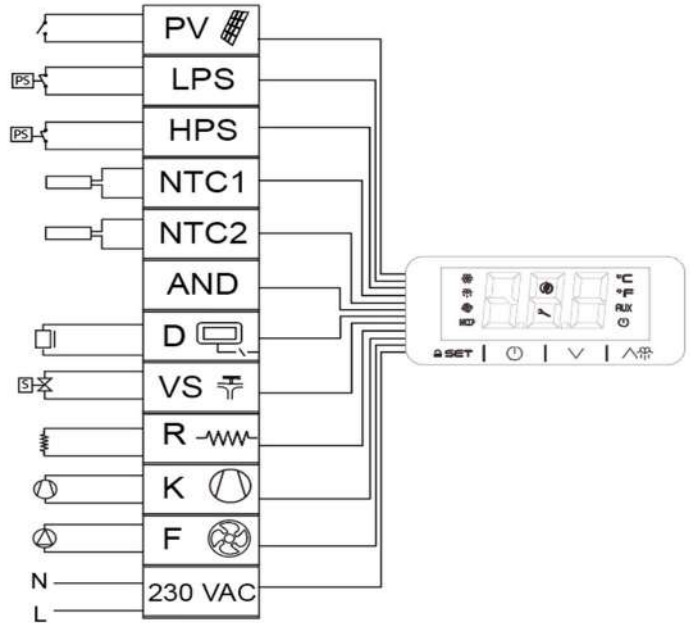 PV
PS LPS
PS HPS
NTC1
NTC2
AND
D
S VS
R
K
F
N
L
230 VAC
°C
°F
AUX
SET